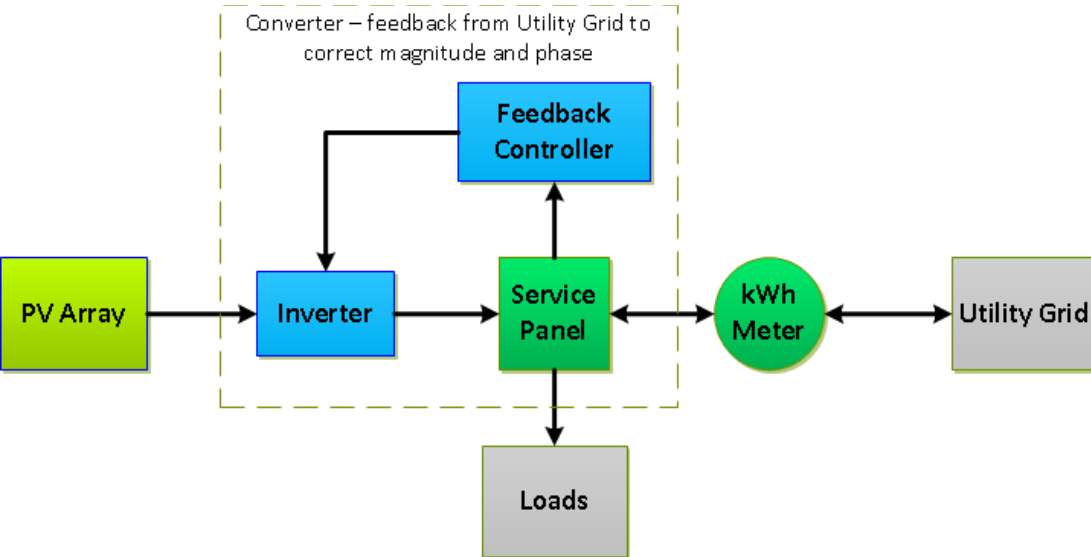 Converter – feedback from Utility Grid to
correct magnitude and phase
Feedback
Controller
PV Array
Inverter
Service
Panel
kWh
Meter
Utility Grid
Loads